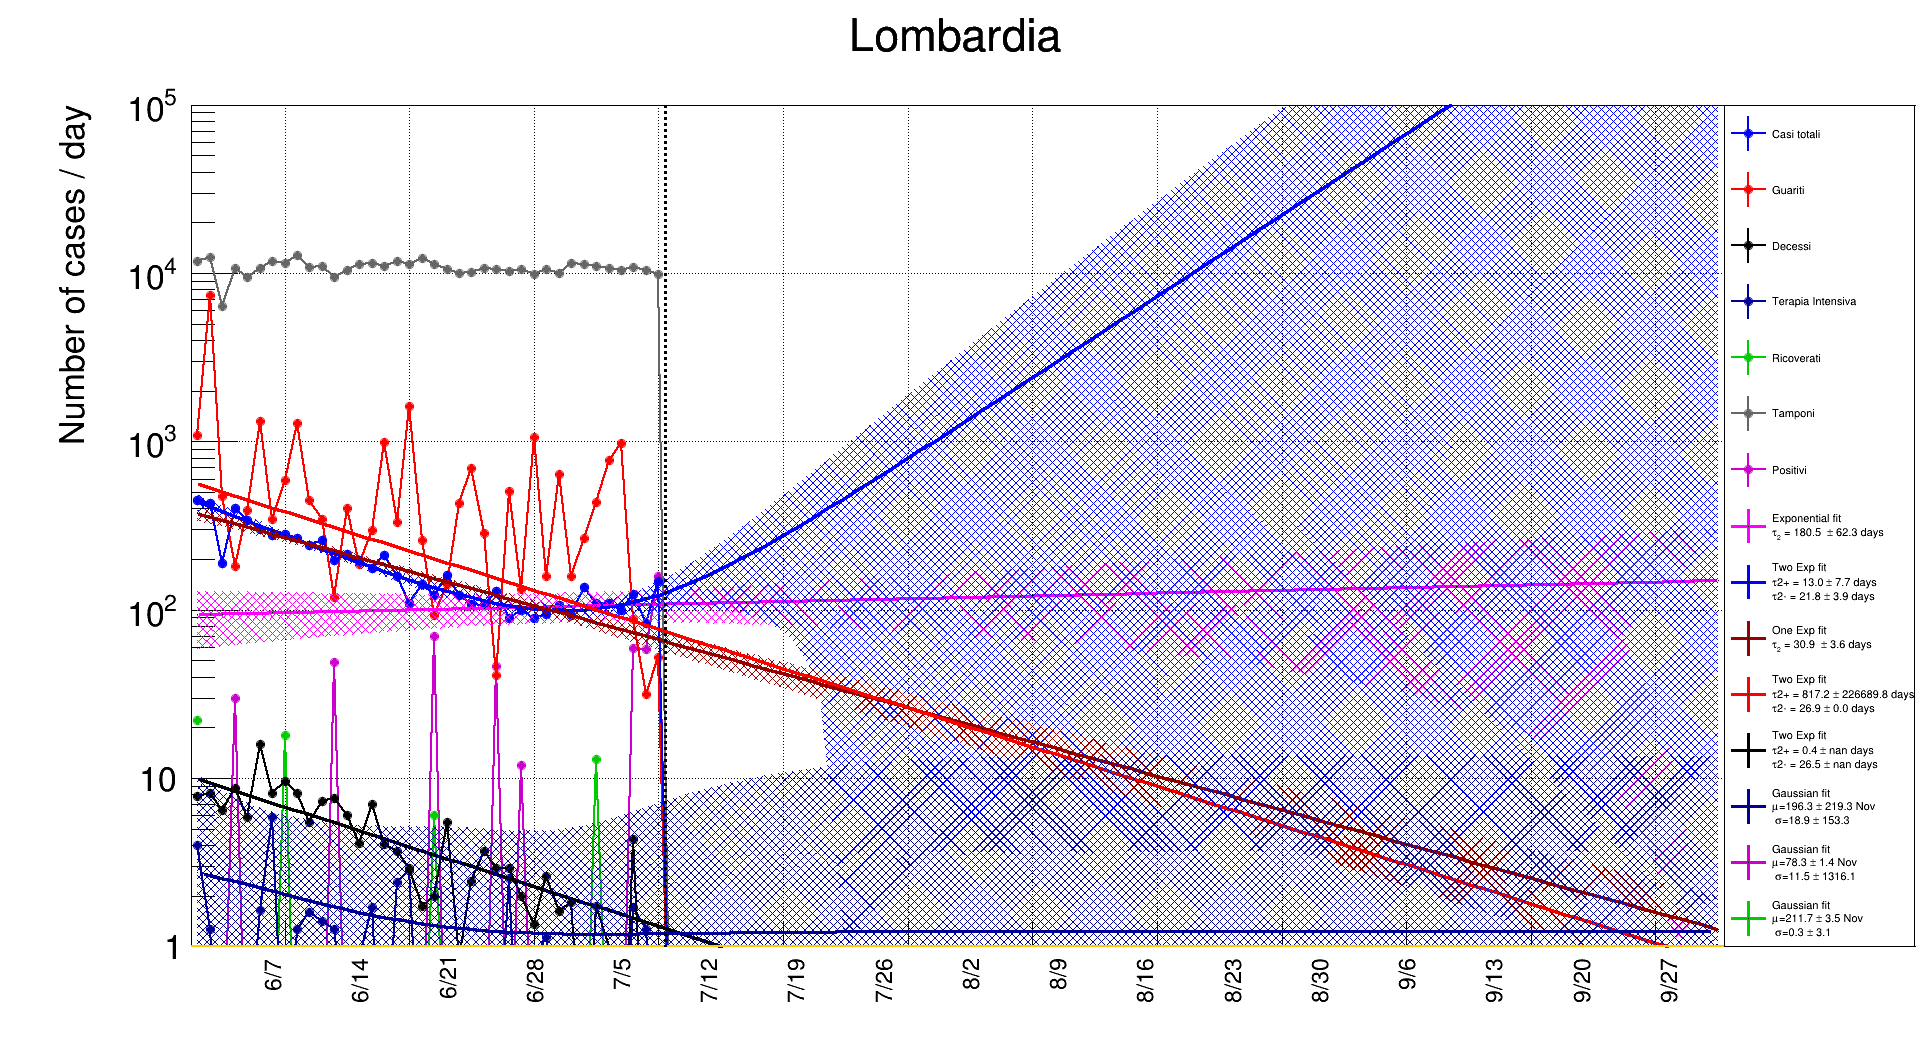 Lombardia
Number of cases / day
10^5
10^4
10^3
10^2
10
1
6/7
6/14
6/21
6/28
7/5
7/12
7/19
7/26
8/2
8/9
8/16
8/23
8/30
9/6
9/13
9/20
9/27
Casi totali
Guariti
Decessi
Terapia Intensiva
Ricoverati
Tamponi
Positivi
Exponential fit
τ₂ = 180.5 ± 62.3 days
Two Exp fit
τ2+ = 13.0 ± 7.7 days
τ2- = 21.8 ± 3.9 days
One Exp fit
τ₂ = 30.9 ± 3.6 days
Two Exp fit
τ2+ = 817.2 ± 226689.8 days
τ2- = 26.9 ± 0.0 days
Two Exp fit
τ2+ = 0.4 ± nan days
τ2- = 26.5 ± nan days
Gaussian fit
μ=196.3 ± 219.3 Nov
σ=18.9 ± 153.3
Gaussian fit
μ=78.3 ± 1.4 Nov
σ=11.5 ± 1316.1
Gaussian fit
μ=211.7 ± 3.5 Nov
σ=0.3 ± 3.1